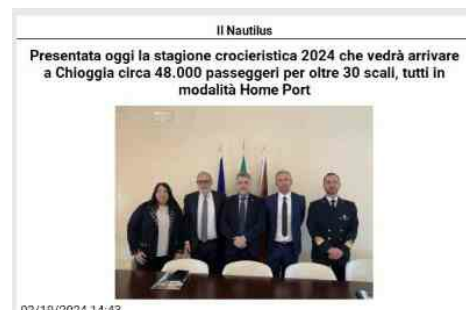 Il Nautilus
Presentata oggi la stagione crocieristica 2024 che vedrà arrivare
a Chioggia circa 48.000 passeggeri per oltre 30 scali, tutti in
modalità Home Port